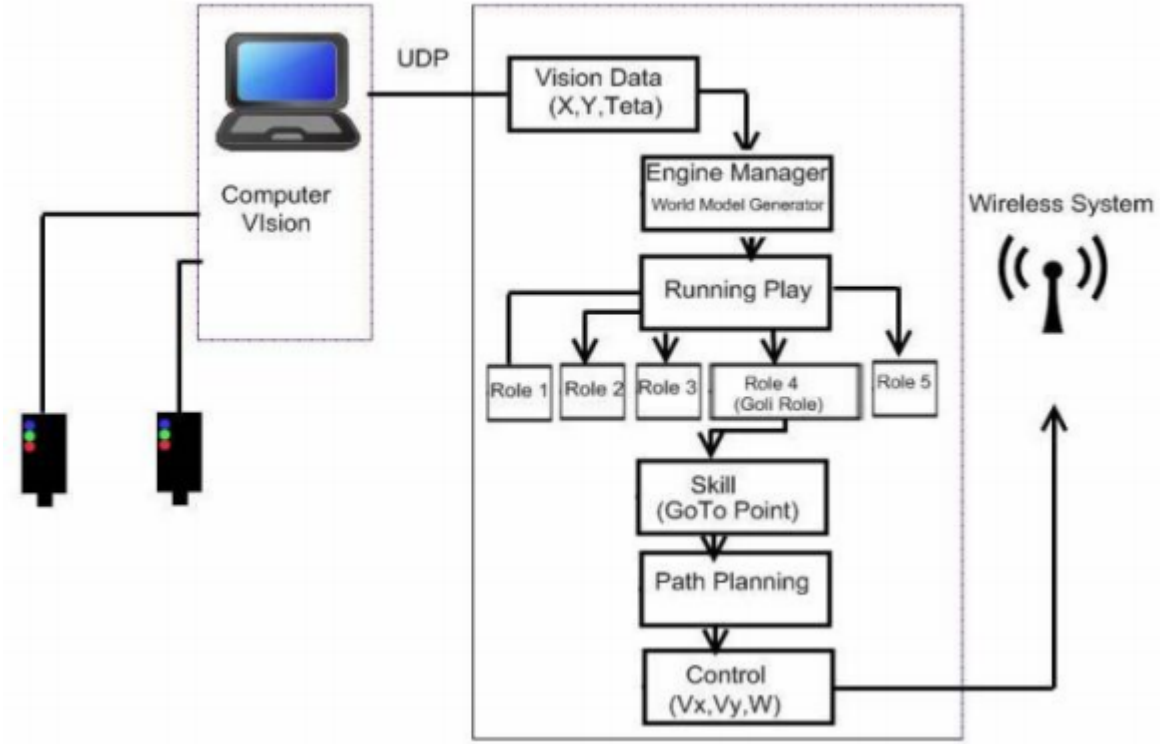 UDP
Computer
VIsion
Vision Data
(X,Y,Teta)
Engine Manager
World Model Generator
Wireless System
Running Play
Role 1
Role 2
Role 3
Role 4
(Goli Role)
Role 5
Skill
(GoTo Point)
Path Planning
Control
(Vx,Vy,W)